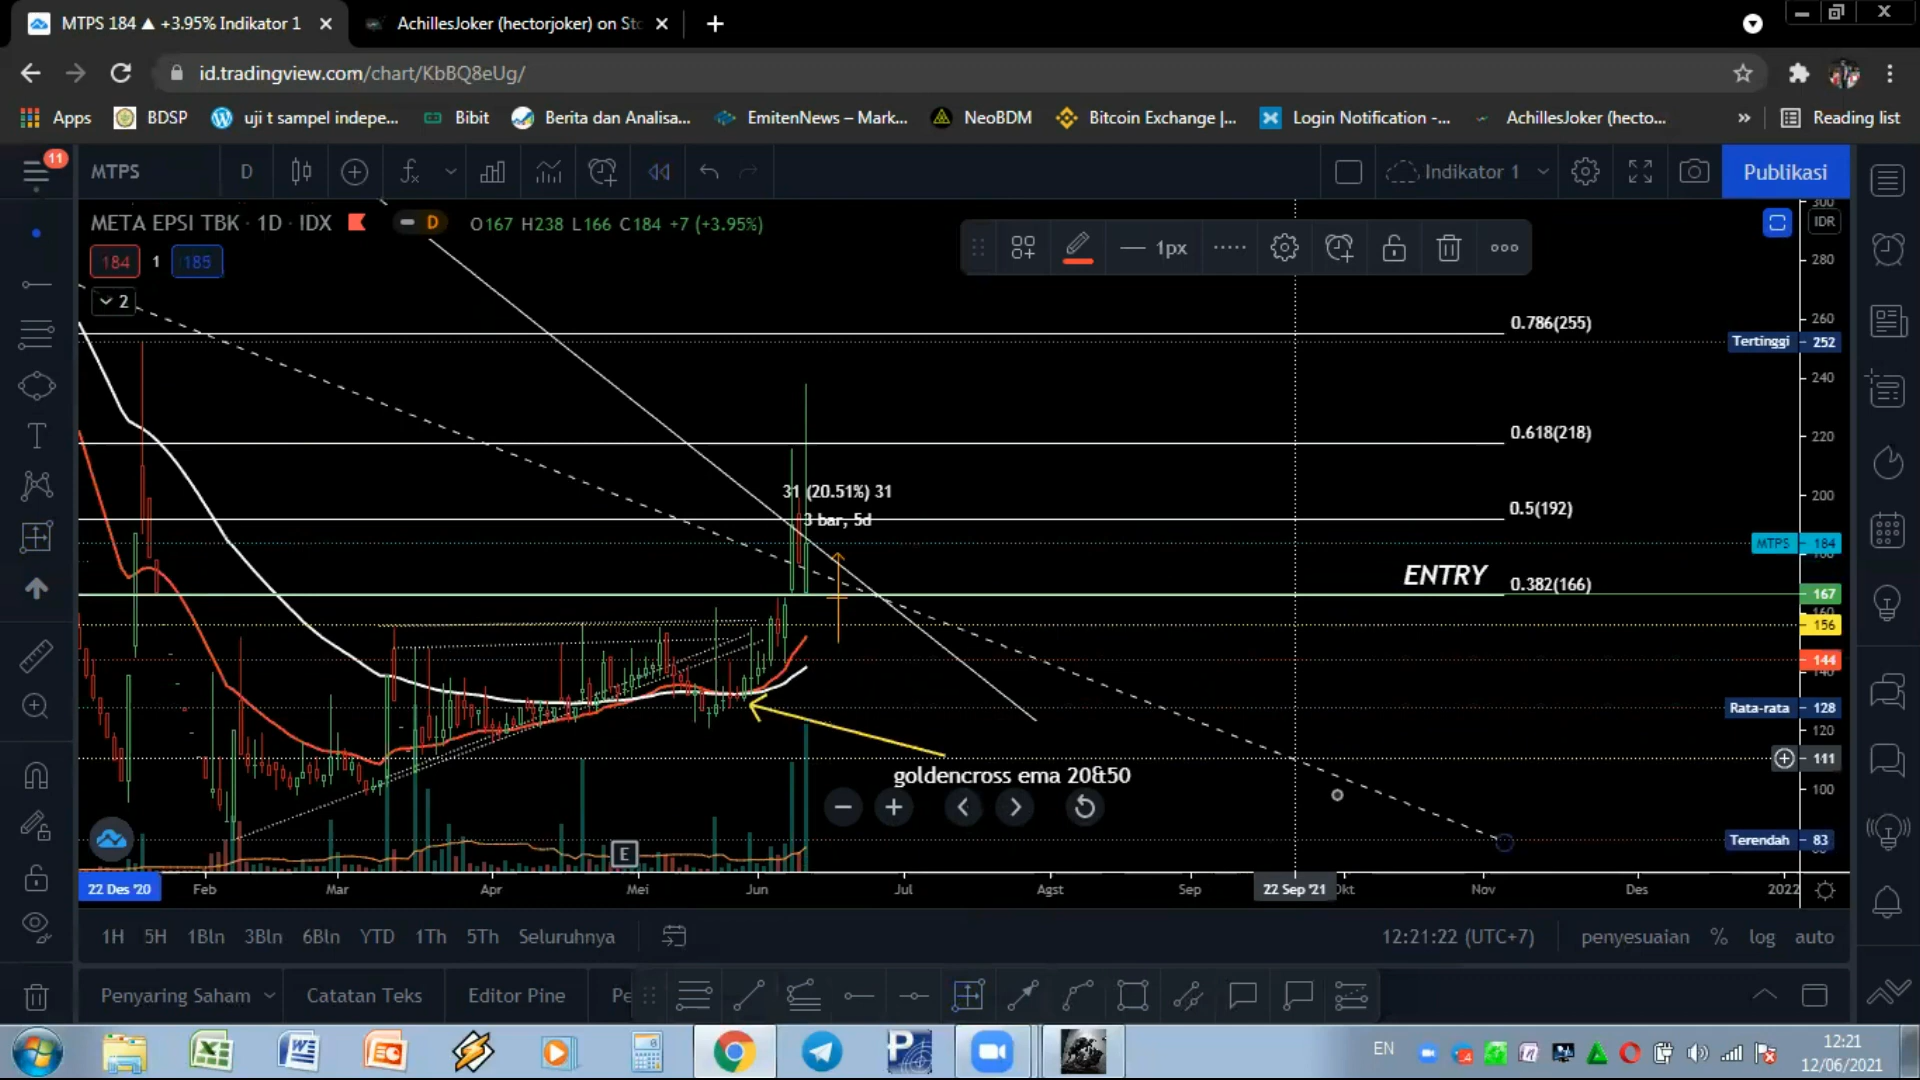 MTPS 184 ▲ +3.95% Indikator 1
AchillesJoker (hectorjoker) on Sto
id.tradingview.com/chart/KbBQ8eUg/
Apps
BDSP
uji t sampel indepe...
Bibit
Berita dan Analisa...
EmitenNews – Mark...
NeoBDM
Bitcoin Exchange |...
Login Notification -...
AchillesJoker (hecto...
»
Reading list
11
MTPS
D
Indikator 1
Publikasi
META EPSI TBK · 1D · IDX
D
O167 H238 L166 C184 +7 (+3.95%)
184 1 185
2
1px
IDR
300
280
260
240
220
200
180
160
140
120
100
0.786(255)
Tertinggi 252
0.618(218)
31 (20.51%) 31
3 bar, 5d
0.5(192)
MTPS 184
ENTRY
0.382(166)
167
156
144
Rata-rata 128
111
Terendah 83
goldencross ema 20&50
E
22 Des '20 Feb Mar Apr Mei Jun Jul Agst Sep 22 Sep '21 Okt Nov Des 2022
1H 5H 1Bln 3Bln 6Bln YTD 1Th 5Th Seluruhnya
12:21:22 (UTC+7)
penyesuaian % log auto
Penyaring Saham
Catatan Teks
Editor Pine
Pe
EN
12:21
12/06/2021